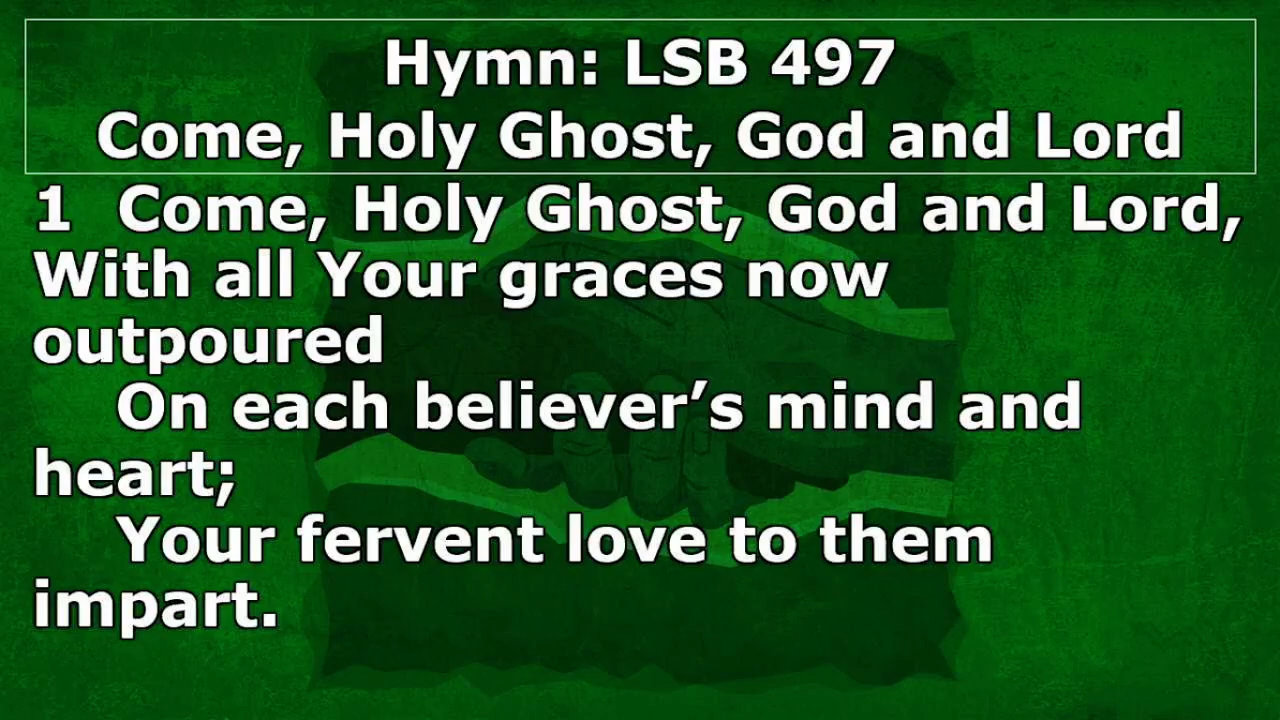 Hymn: LSB 497
Come, Holy Ghost, God and Lord
1 Come, Holy Ghost, God and Lord,
With all Your graces now
outpoured
On each believer’s mind and
heart;
Your fervent love to them
impart.